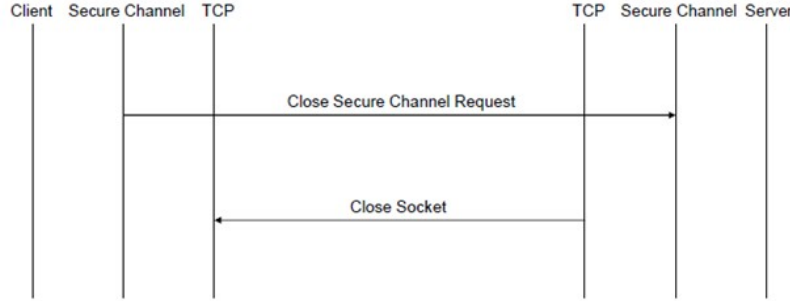 Client Secure Channel TCP TCP Secure Channel Server
Close Secure Channel Request
Close Socket